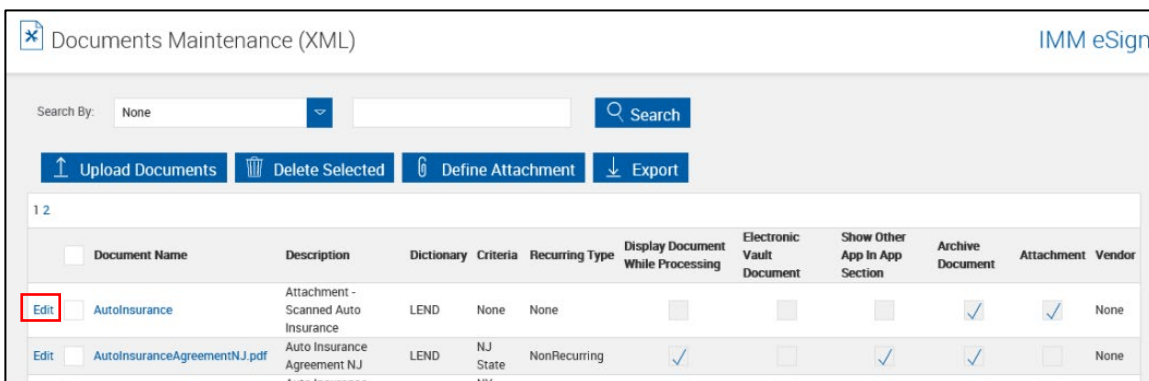 Documents Maintenance (XML)
IMM eSign
Search By: None Search
Upload Documents Delete Selected Define Attachment Export
1 2
Document Name Description Dictionary Criteria Recurring Type Display Document While Processing Electronic Vault Document Show Other App In App Section Archive Document Attachment Vendor
Edit AutoInsurance Attachment - Scanned Auto Insurance LEND None None None
Edit AutoInsuranceAgreementNJ.pdf Auto Insurance Agreement NJ LEND NJ State NonRecurring None